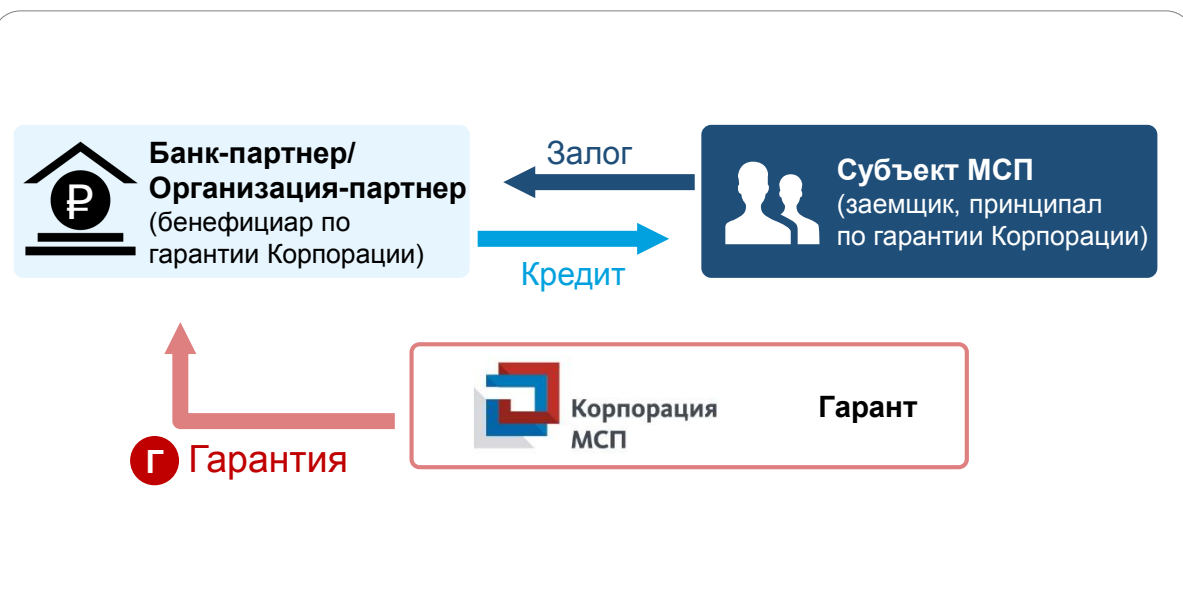 Банк-партнер/
Организация-партнер
(бенефициар по
гарантии Корпорации)
Залог
Кредит
Субъект МСП
(заемщик, принципал
по гарантии Корпорации)
Корпорация
МСП
Гарант
Г Гарантия